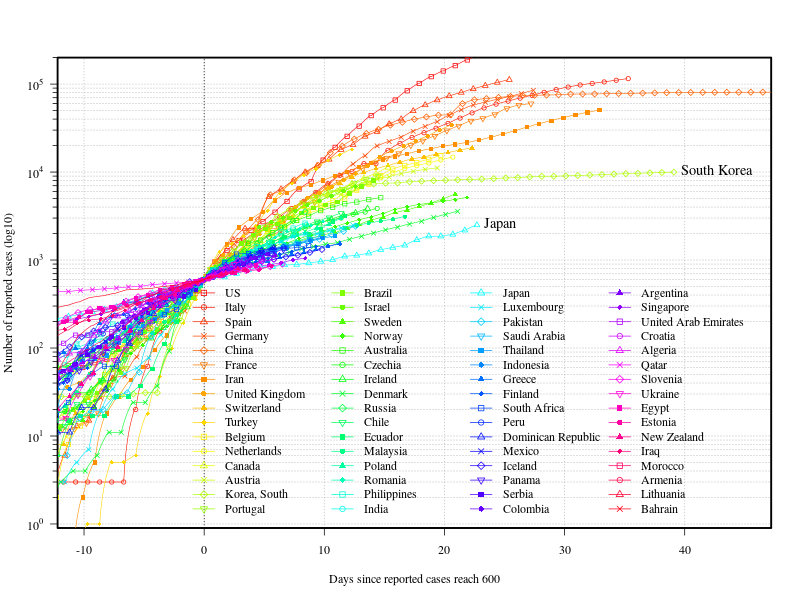 Number of reported cases (log10)
10^5
10^4
10^3
10^2
10^1
10^0
South Korea
Japan
US Brazil Japan Argentina
Italy Israel Luxembourg Singapore
Spain Sweden Pakistan United Arab Emirates
Germany Norway Saudi Arabia Croatia
China Australia Thailand Algeria
France Czechia Indonesia Qatar
Iran Ireland Greece Slovenia
United Kingdom Denmark Finland Ukraine
Switzerland Russia South Africa Egypt
Turkey Chile Peru Estonia
Belgium Ecuador Dominican Republic New Zealand
Netherlands Malaysia Mexico Iraq
Canada Poland Iceland Morocco
Austria Romania Panama Armenia
Korea, South Philippines Serbia Lithuania
Portugal India Colombia Bahrain
-10 0 10 20 30 40
Days since reported cases reach 600